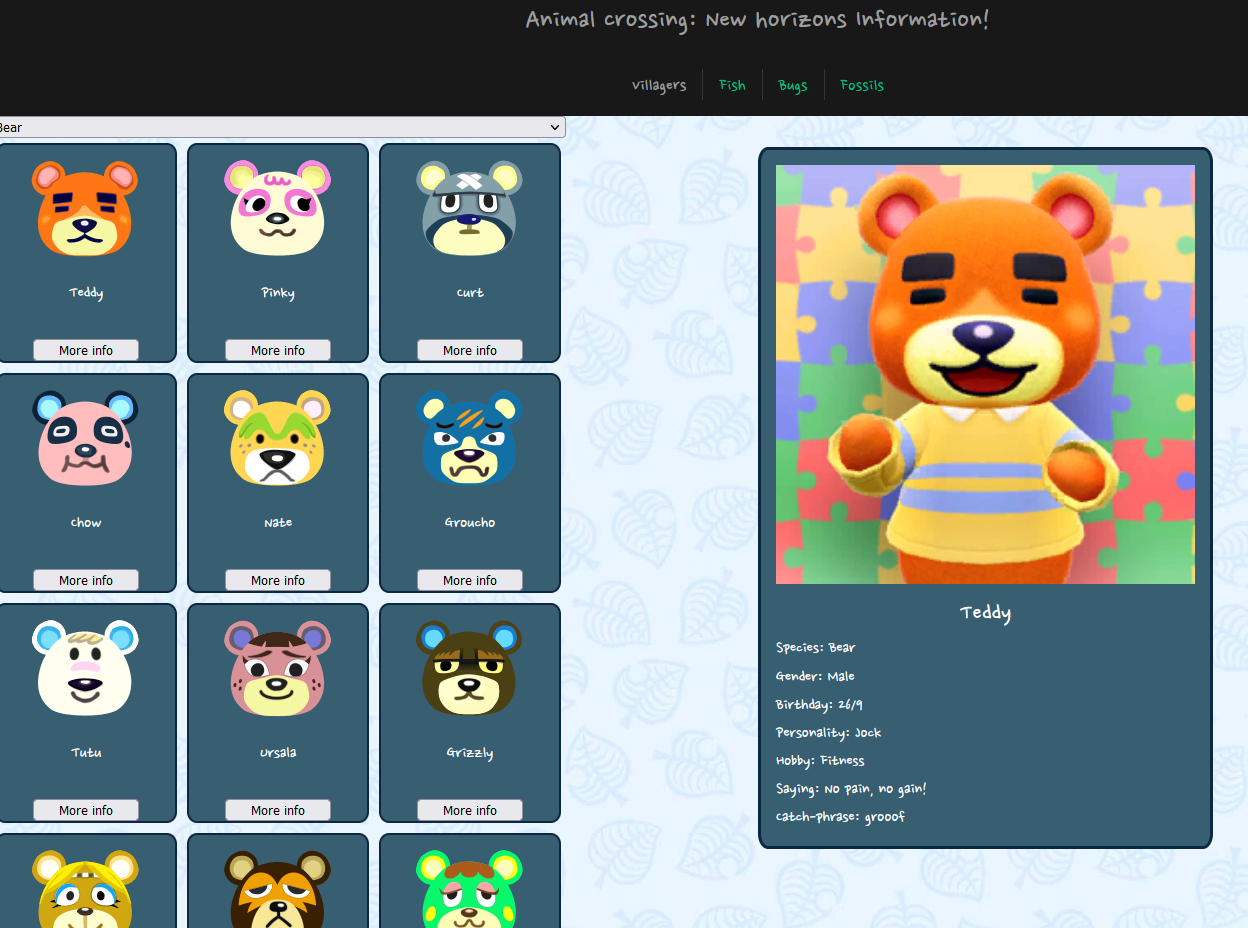 Animal crossing: New horizons Information!
Villagers Fish Bugs Fossils
Bear
Teddy Pinky Curt
More info More info More info
Chow Nate Groucho
More info More info More info
Tutu Ursala Grizzly
More info More info More info
Teddy
Species: Bear
Gender: Male
Birthday: 26/9
Personality: Jock
Hobby: Fitness
Saying: No pain, no gain!
Catch-phrase: grooof